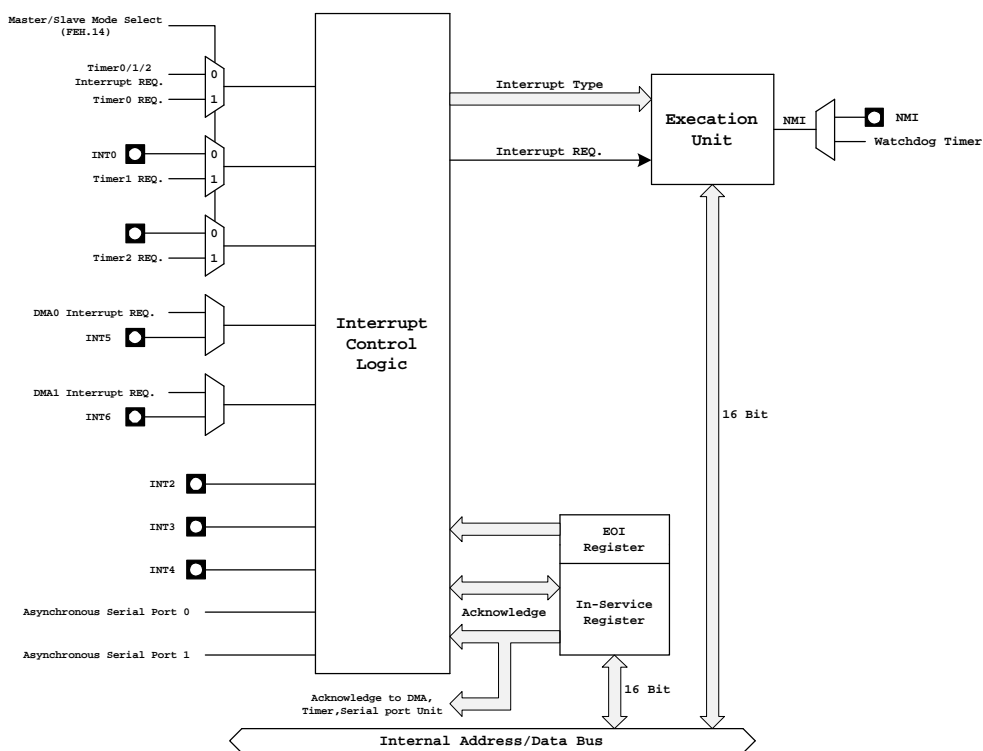 Master/Slave Mode Select
(FEH.14)
Timer0/1/2
Interrupt REQ.
0
Timer0 REQ.
1
INT0
0
Timer1 REQ.
1
0
Timer2 REQ.
1
DMA0 Interrupt REQ.
INT5
DMA1 Interrupt REQ.
INT6
INT2
INT3
INT4
Asynchronous Serial Port 0
Asynchronous Serial Port 1
Interrupt
Control
Logic
Interrupt Type
Interrupt REQ.
Execution
Unit
NMI
NMI
Watchdog Timer
16 Bit
EOI
Register
In-Service
Register
Acknowledge
16 Bit
Acknowledge to DMA,
Timer,Serial port Unit
Internal Address/Data Bus